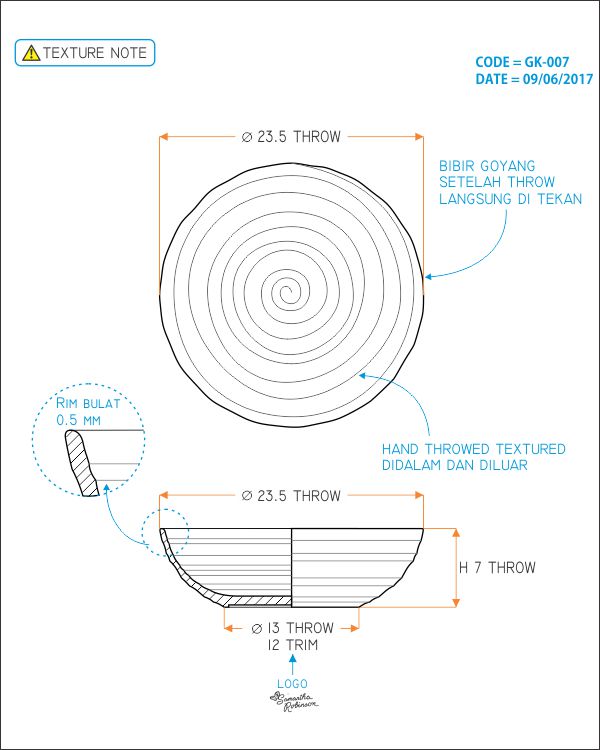 TEXTURE NOTE
CODE = GK-007
DATE = 09/06/2017
Ø 23.5 THROW
BIBIR GOYANG
SETELAH THROW
LANGSUNG DI TEKAN
RIM BULAT
0.5 MM
HAND THROWED TEXTURED
DIDALAM DAN DILUAR
Ø 23.5 THROW
H 7 THROW
Ø 13 THROW
12 TRIM
LOGO
Samantha
Robinson